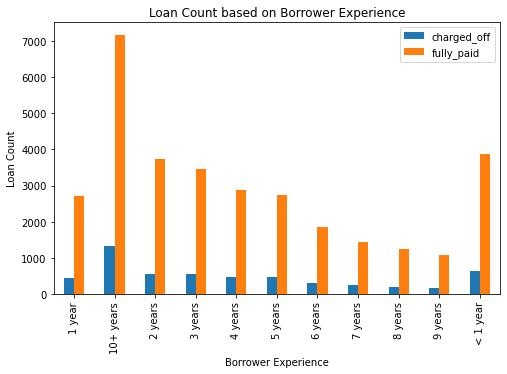 Loan Count based on Borrower Experience
charged_off
fully_paid
Loan Count
7000
6000
5000
4000
3000
2000
1000
0
1 year
10+ years
2 years
3 years
4 years
5 years
6 years
7 years
8 years
9 years
< 1 year
Borrower Experience